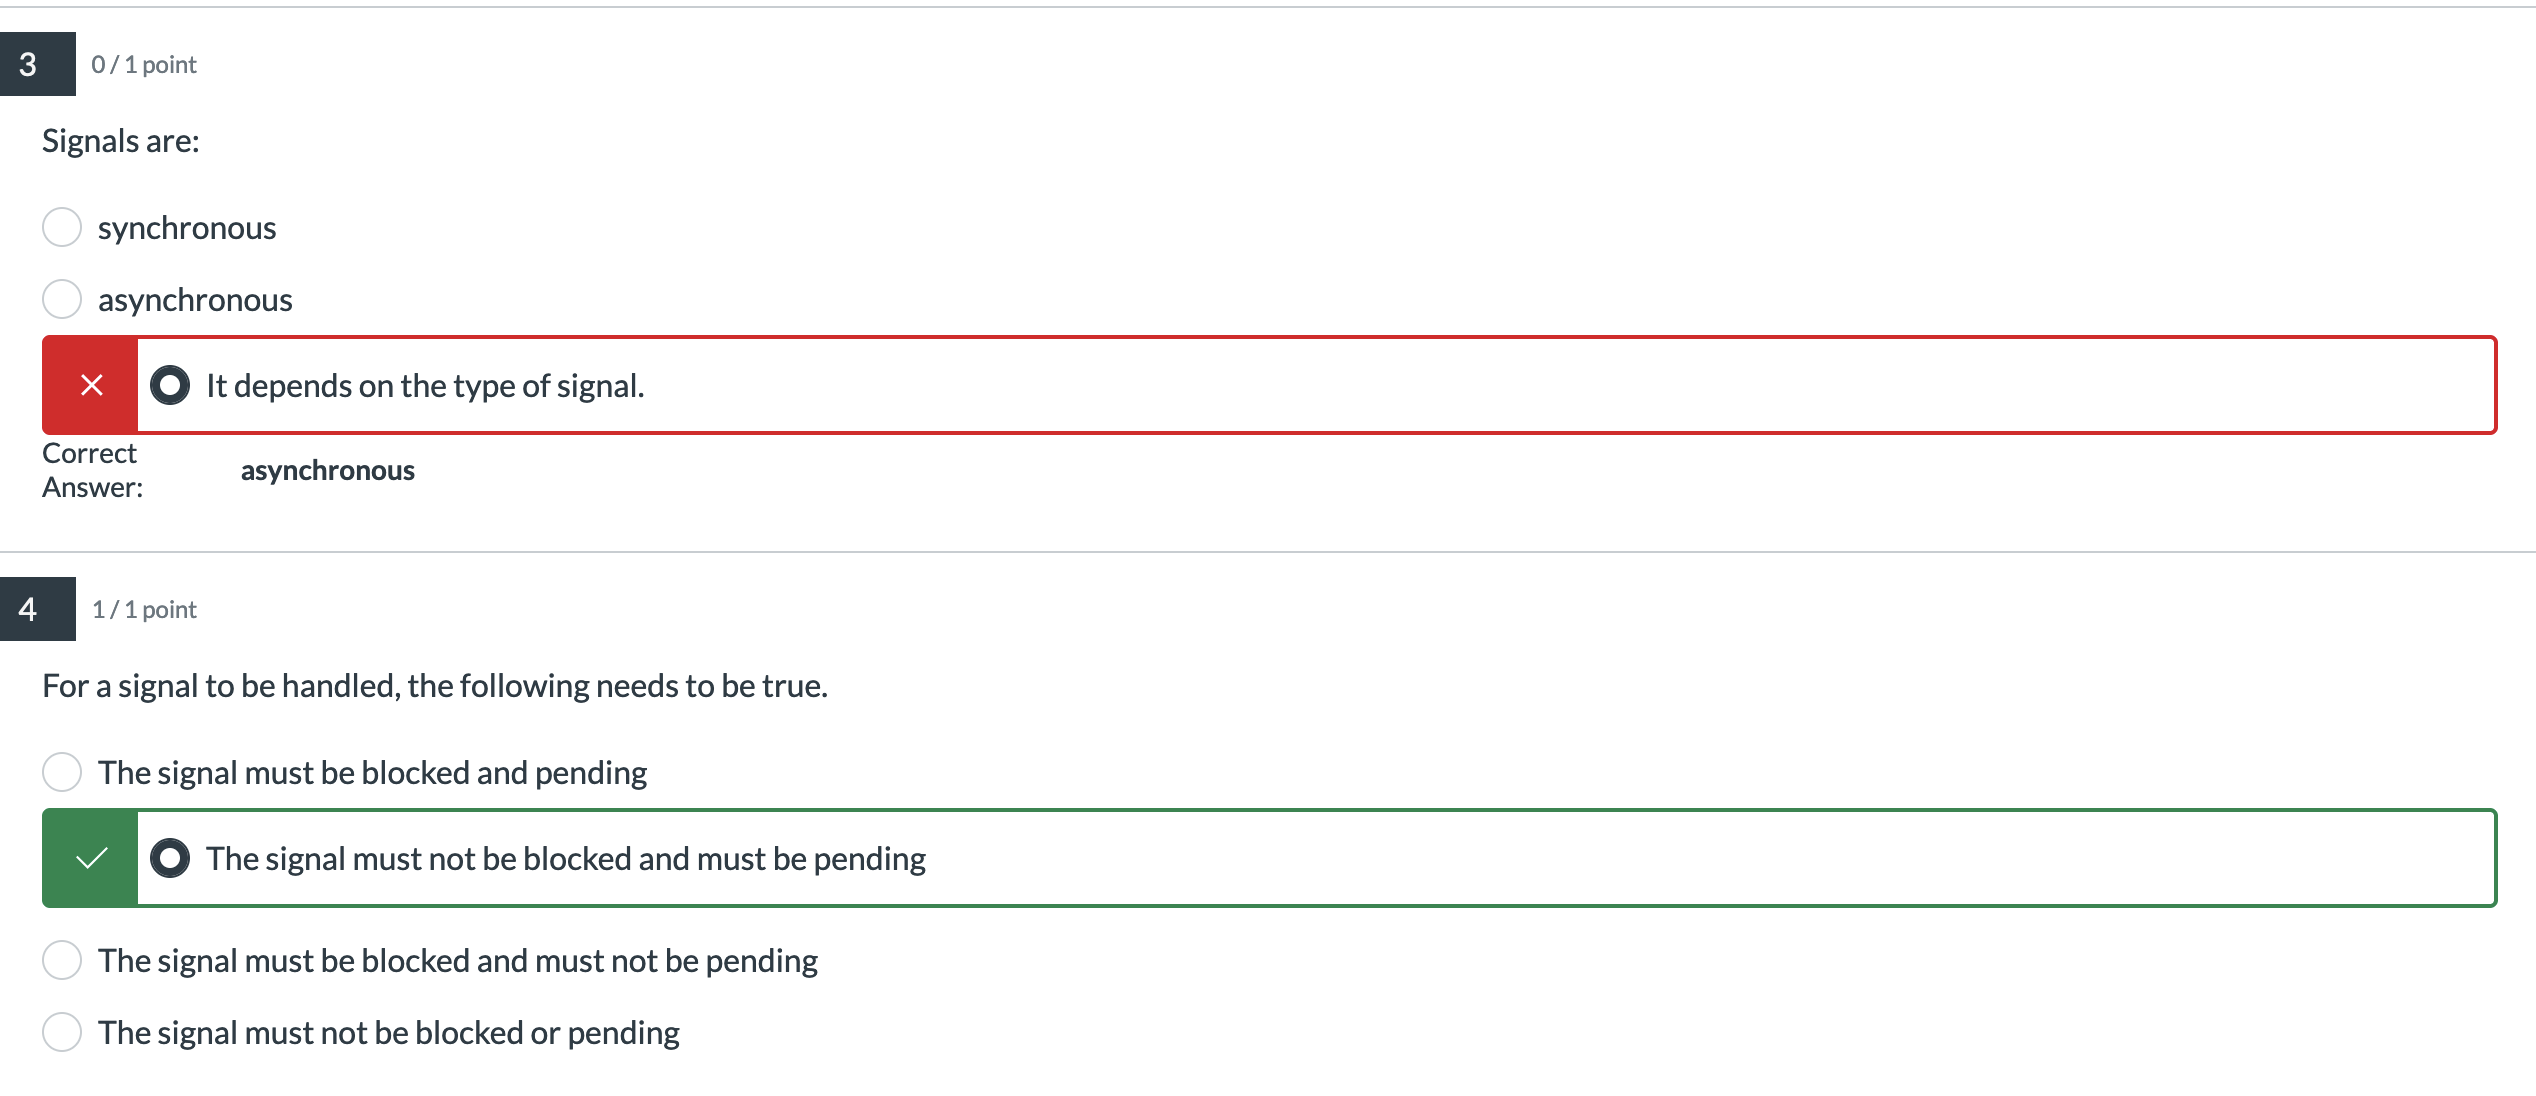 3
0 / 1 point
Signals are:
synchronous
asynchronous
It depends on the type of signal.
Correct
Answer:
asynchronous
4
1 / 1 point
For a signal to be handled, the following needs to be true.
The signal must be blocked and pending
The signal must not be blocked and must be pending
The signal must be blocked and must not be pending
The signal must not be blocked or pending